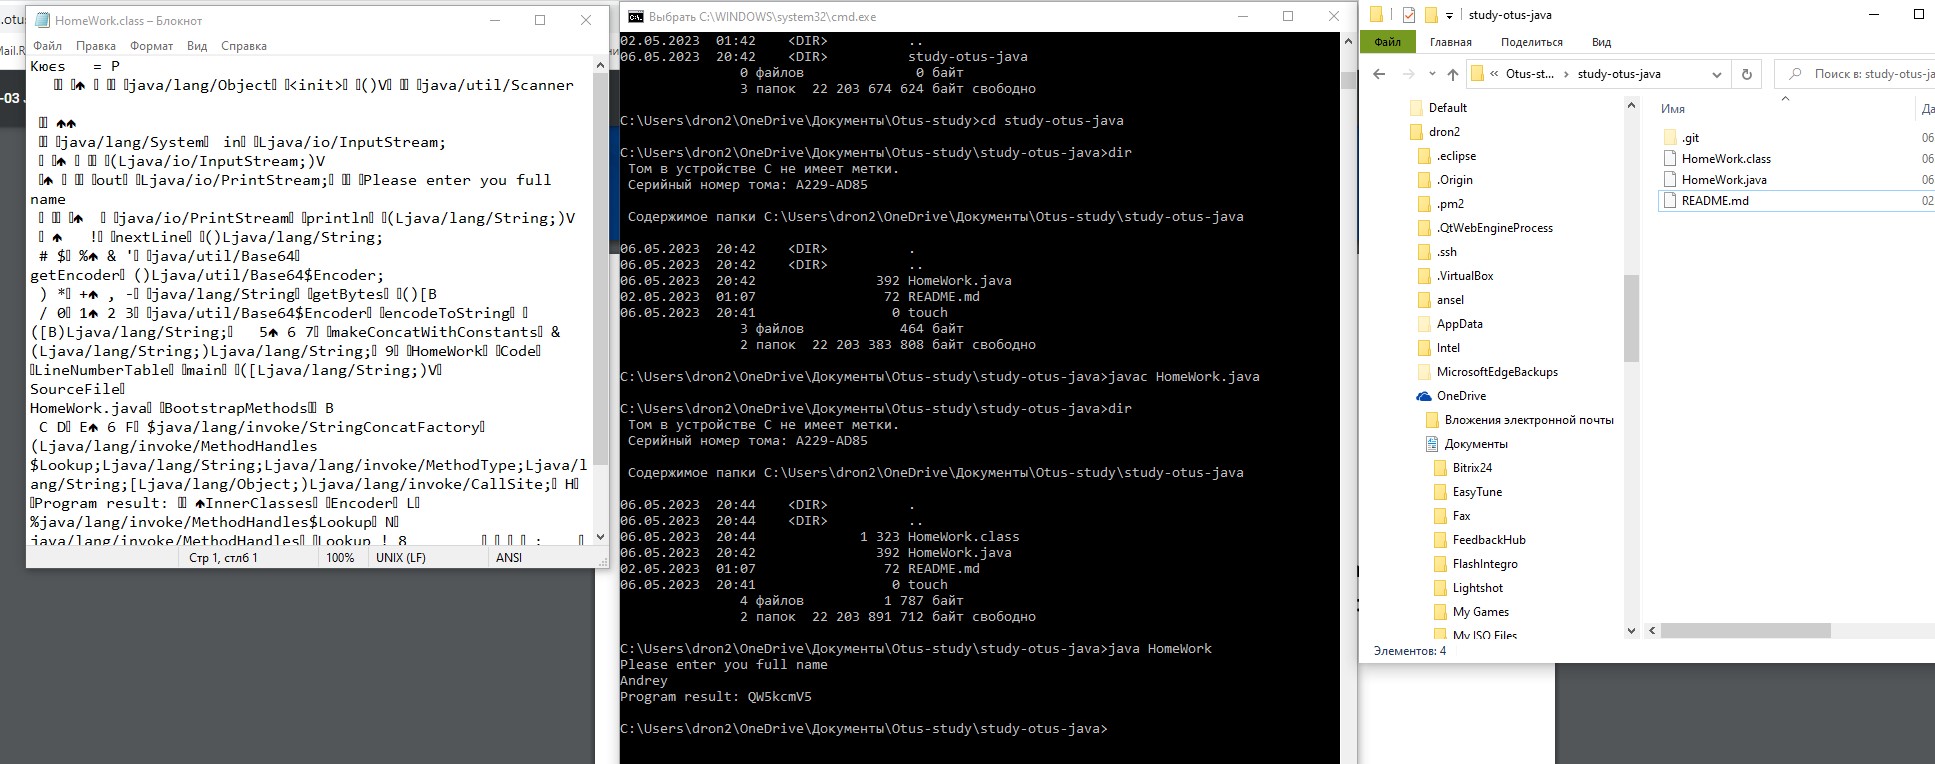 .otus
Mail.R
-03
HomeWork.class – Блокнот
Файл Правка Формат Вид Справка
Кюєs = P
java/lang/Object <init> ()V java/util/Scanner
java/lang/System in Ljava/io/InputStream;
(Ljava/io/InputStream;)V
out Ljava/io/PrintStream; Please enter you full
name
java/io/PrintStream println (Ljava/lang/String;)V
! nextLine ()Ljava/lang/String;
# $ % & ' java/util/Base64
getEncoder ()Ljava/util/Base64$Encoder;
) * + , - java/lang/String getBytes ()[B
/ 0 1 2 3 java/util/Base64$Encoder encodeToString
([B)Ljava/lang/String; 5 6 7 makeConcatWithConstants &
(Ljava/lang/String;)Ljava/lang/String; 9 HomeWork Code
LineNumberTable main ([Ljava/lang/String;)V
SourceFile
HomeWork.java BootstrapMethods B
C D E 6 F $java/lang/invoke/StringConcatFactory
(Ljava/lang/invoke/MethodHandles
$Lookup;Ljava/lang/String;Ljava/lang/invoke/MethodType;Ljava/l
ang/String;[Ljava/lang/Object;)Ljava/lang/invoke/CallSite; H
Program result: InnerClasses Encoder L
%java/lang/invoke/MethodHandles$Lookup N
java/lang/invoke/MethodHandles Lookup ! 8 ;
Стр 1, стлб 1 100% UNIX (LF) ANSI
Выбрать C:\WINDOWS\system32\cmd.exe
02.05.2023 01:42 <DIR> ..
06.05.2023 20:42 <DIR> study-otus-java
0 файлов 0 байт
3 папок 22 203 674 624 байт свободно
C:\Users\dron2\OneDrive\Документы\Otus-study>cd study-otus-java
C:\Users\dron2\OneDrive\Документы\Otus-study\study-otus-java>dir
Том в устройстве C не имеет метки.
Серийный номер тома: A229-AD85
Содержимое папки C:\Users\dron2\OneDrive\Документы\Otus-study\study-otus-java
06.05.2023 20:42 <DIR> .
06.05.2023 20:42 <DIR> ..
06.05.2023 20:42 392 HomeWork.java
02.05.2023 01:07 72 README.md
06.05.2023 20:41 0 touch
3 файлов 464 байт
2 папок 22 203 383 808 байт свободно
C:\Users\dron2\OneDrive\Документы\Otus-study\study-otus-java>javac HomeWork.java
C:\Users\dron2\OneDrive\Документы\Otus-study\study-otus-java>dir
Том в устройстве C не имеет метки.
Серийный номер тома: A229-AD85
Содержимое папки C:\Users\dron2\OneDrive\Документы\Otus-study\study-otus-java
06.05.2023 20:44 <DIR> .
06.05.2023 20:44 <DIR> ..
06.05.2023 20:44 1 323 HomeWork.class
06.05.2023 20:42 392 HomeWork.java
02.05.2023 01:07 72 README.md
06.05.2023 20:41 0 touch
4 файлов 1 787 байт
2 папок 22 203 891 712 байт свободно
C:\Users\dron2\OneDrive\Документы\Otus-study\study-otus-java>java HomeWork
Please enter you full name
Andrey
Program result: QW5kcmV5
C:\Users\dron2\OneDrive\Документы\Otus-study\study-otus-java>
study-otus-java
Файл Главная Поделиться Вид
« Otus-st... › study-otus-java
Поиск в: study-otus-ja
Default
dron2
.eclipse
.Origin
.pm2
.QtWebEngineProcess
.ssh
.VirtualBox
ansel
AppData
Intel
MicrosoftEdgeBackups
OneDrive
Вложения электронной почты
Документы
Bitrix24
EasyTune
Fax
FeedbackHub
FlashIntegro
Lightshot
My Games
My ISO Files
Имя Да
.git 06
HomeWork.class 06
HomeWork.java 06
README.md 02
Элементов: 4